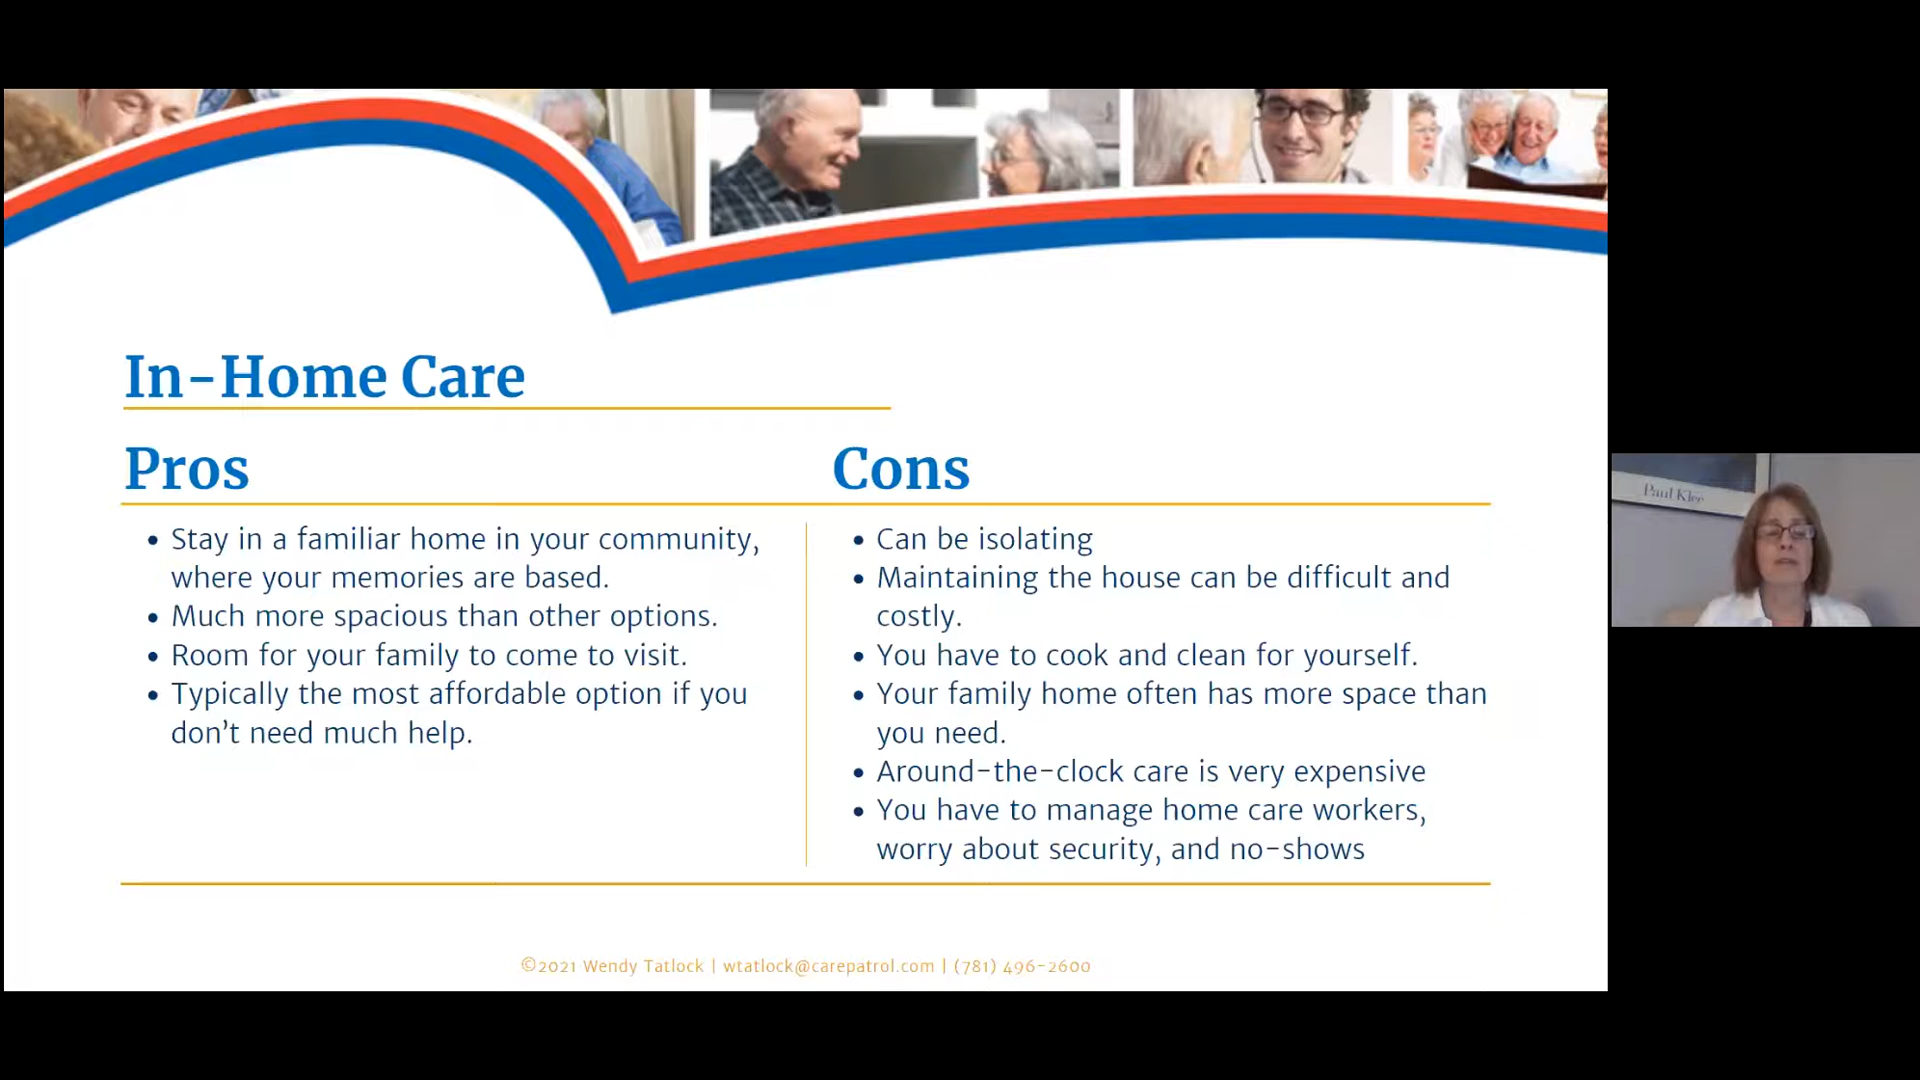 In-Home Care
Pros
• Stay in a familiar home in your community,
where your memories are based.
• Much more spacious than other options.
• Room for your family to come to visit.
• Typically the most affordable option if you
don’t need much help.
Cons
• Can be isolating
• Maintaining the house can be difficult and
costly.
• You have to cook and clean for yourself.
• Your family home often has more space than
you need.
• Around-the-clock care is very expensive
• You have to manage home care workers,
worry about security, and no-shows
©2021 Wendy Tatlock | wtatlock@carepatrol.com | (781) 496-2600
Paul Klee